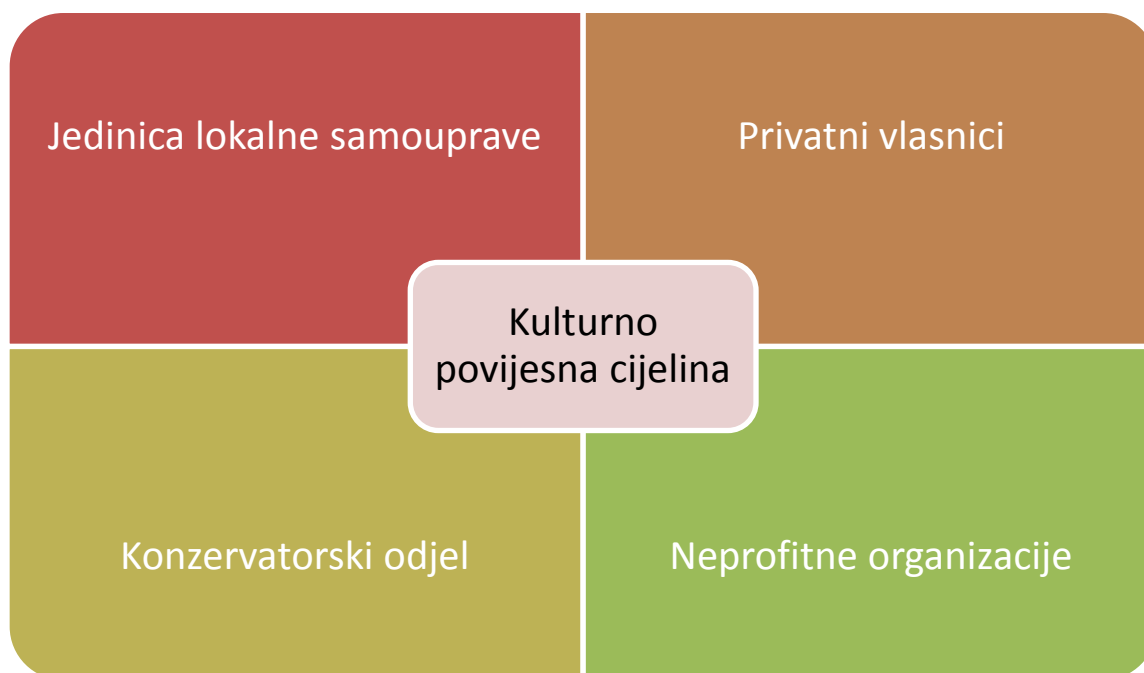 Jedinica lokalne samouprave
Privatni vlasnici
Kulturno
povijesna cijelina
Konzervatorski odjel
Neprofitne organizacije